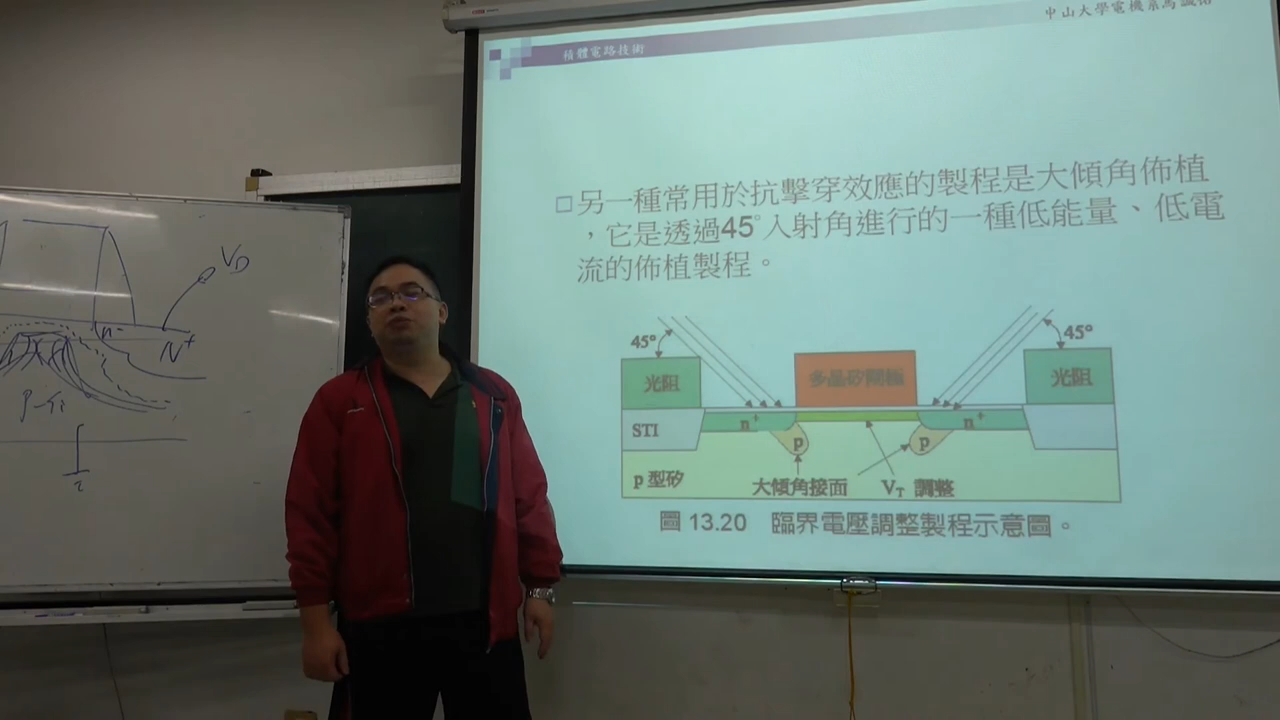 中山大學電機系馬誠佑
積體電路技術
□另一種常用於抗擊穿效應的製程是大傾角佈植
，它是透過45°入射角進行的一種低能量、低電
流的佈植製程。
45° 45°
光阻 多晶矽閘極 光阻
n⁺ n⁺
STI p p
p 型矽 大傾角接面 V_T 調整
圖 13.20 臨界電壓調整製程示意圖。
V_D
n⁻
N⁺